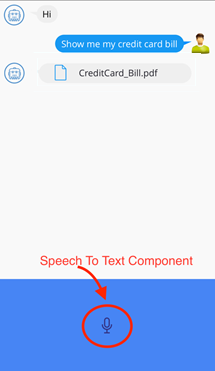 Hi
Show me my credit card bill
CreditCard_Bill.pdf
Speech To Text Component